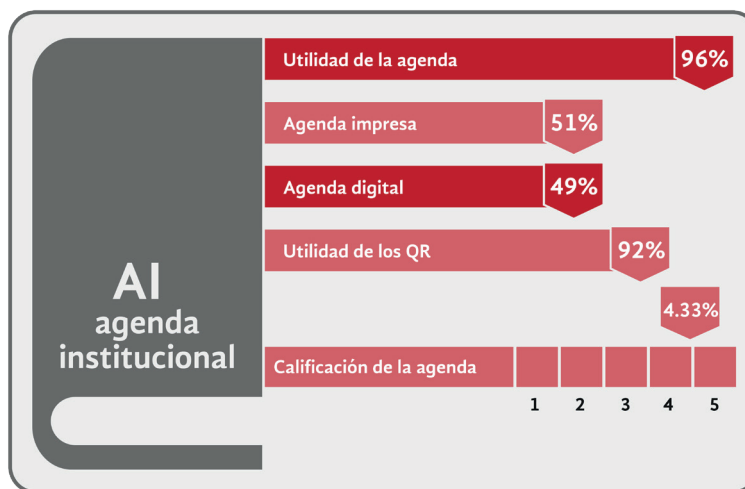 Utilidad de la agenda 96%
Agenda impresa 51%
Agenda digital 49%
Utilidad de los QR 92%
AI
agenda
institucional
4.33%
Calificación de la agenda
1 2 3 4 5